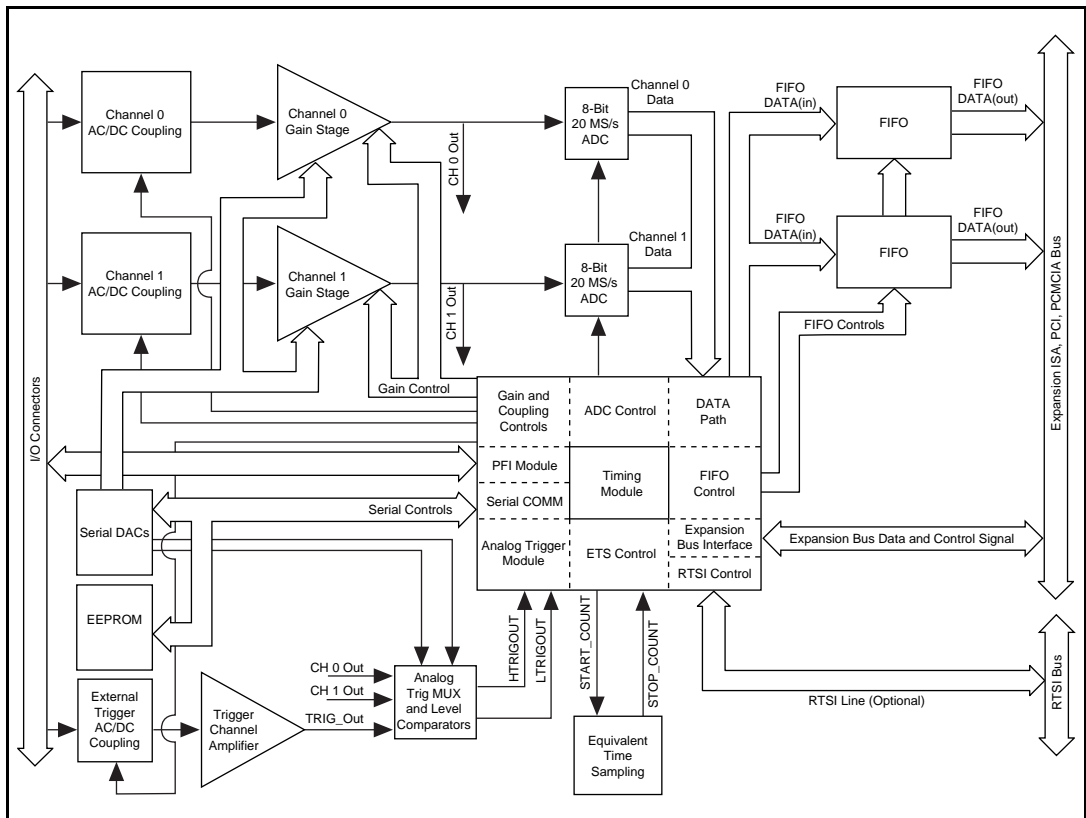 Channel 0
AC/DC Coupling
Channel 0
Gain Stage
CH 0 Out
8-Bit
20 MS/s
ADC
Channel 0
Data
FIFO
DATA(in)
FIFO
FIFO
DATA(out)
Channel 1
AC/DC Coupling
Channel 1
Gain Stage
CH 1 Out
8-Bit
20 MS/s
ADC
Channel 1
Data
FIFO
DATA(in)
FIFO
FIFO
DATA(out)
FIFO Controls
I/O Connectors
Expansion ISA, PCI, PCMCIA Bus
Gain Control
Gain and
Coupling
Controls
ADC Control
DATA
Path
PFI Module
Timing
Module
FIFO
Control
Serial COMM
Serial Controls
Serial DACs
Analog Trigger
Module
ETS Control
Expansion
Bus Interface
RTSI Control
Expansion Bus Data and Control Signal
EEPROM
HTRIGOUT
LTRIGOUT
START_COUNT
STOP_COUNT
External
Trigger
AC/DC
Coupling
Trigger
Channel
Amplifier
CH 0 Out
CH 1 Out
TRIG_Out
Analog
Trig MUX
and Level
Comparators
Equivalent
Time
Sampling
RTSI Line (Optional)
RTSI Bus